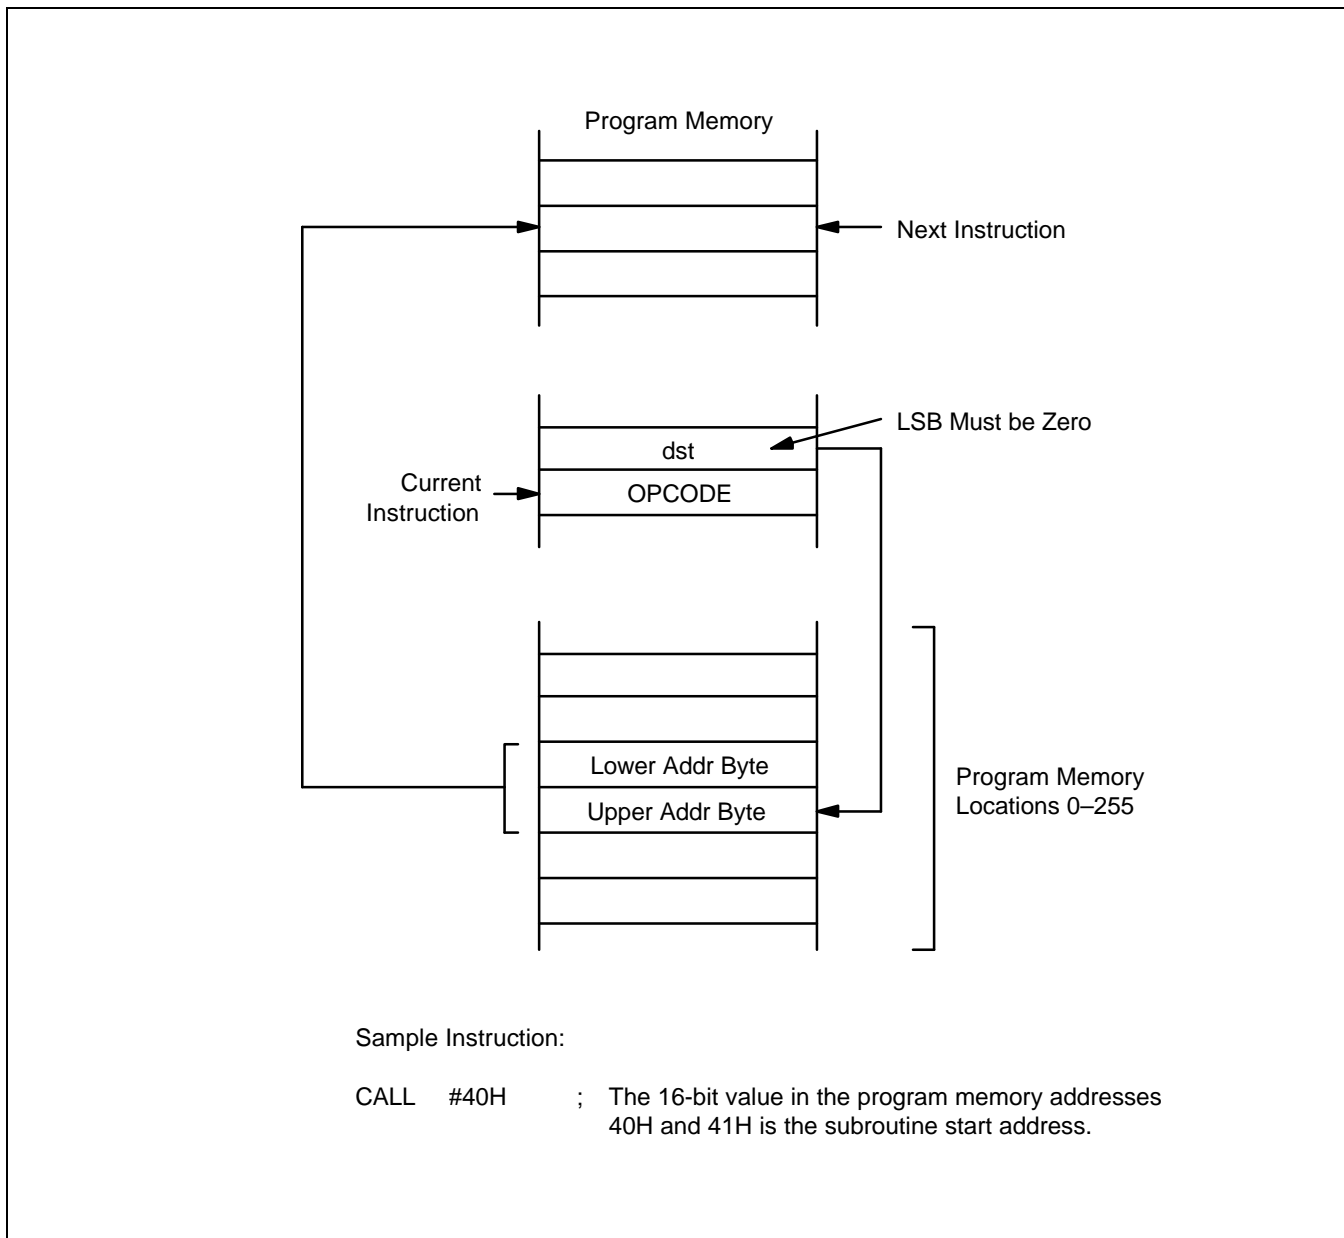 Program Memory
Next Instruction
LSB Must be Zero
dst
Current
Instruction
OPCODE
Lower Addr Byte
Upper Addr Byte
Program Memory
Locations 0–255
Sample Instruction:
CALL #40H ; The 16-bit value in the program memory addresses
40H and 41H is the subroutine start address.